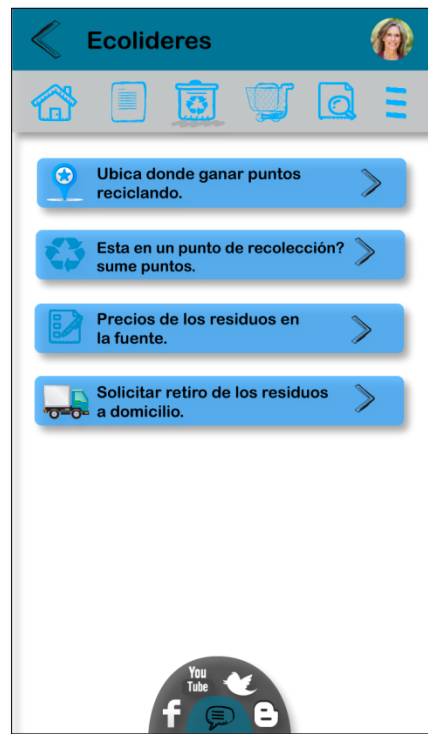 Ecolideres
Ubica donde ganar puntos
reciclando.
Esta en un punto de recolección?
sume puntos.
Precios de los residuos en
la fuente.
Solicitar retiro de los residuos
a domicilio.
You
Tube
f
B